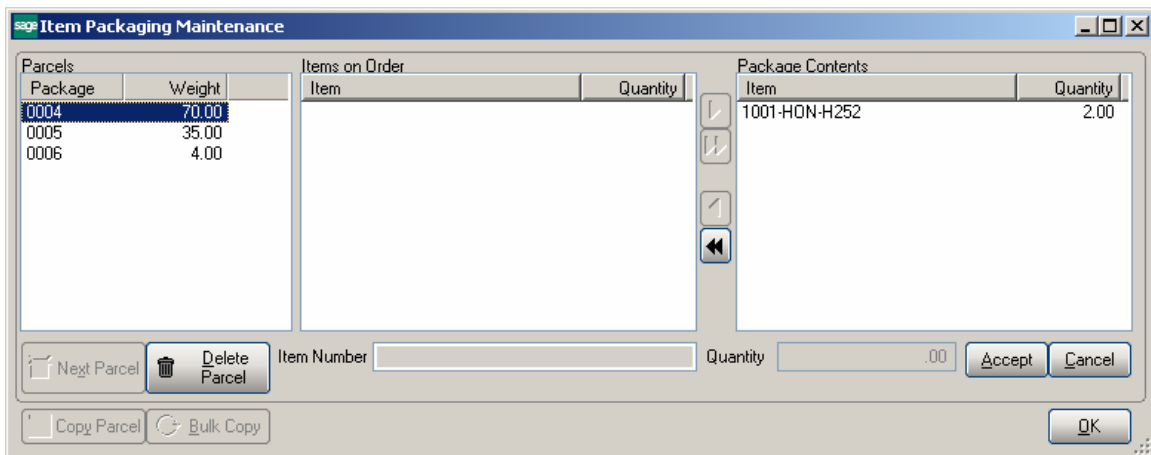 sage Item Packaging Maintenance
Parcels Items on Order Package Contents
Package Weight Item Quantity Item Quantity
0004 70.00 1001-HON-H252 2.00
0005 35.00
0006 4.00
Next Parcel Delete Parcel Item Number Quantity .00 Accept Cancel
Copy Parcel Bulk Copy OK